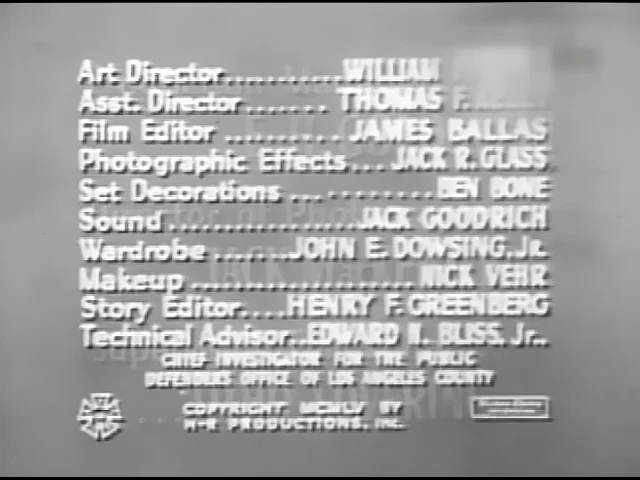 Art Director............WILLIAM
Asst. Director....... THOMAS F.
Film Editor .......... JAMES BALLAS
Photographic Effects... JACK R. GLASS
Set Decorations ............BEN BONE
Sound..................JACK GOODRICH
Wardrobe .......JOHN E. DOWSING, Jr.
Makeup .....................NICK VEHR
Story Editor....HENRY F. GREENBERG
Technical Advisor..EDWARD N. BLISS, Jr..
CHIEF INVESTIGATOR FOR THE PUBLIC
DEFENDERS OFFICE OF LOS ANGELES COUNTY
COPYRIGHT MCMLV BY
H-R PRODUCTIONS, INC.